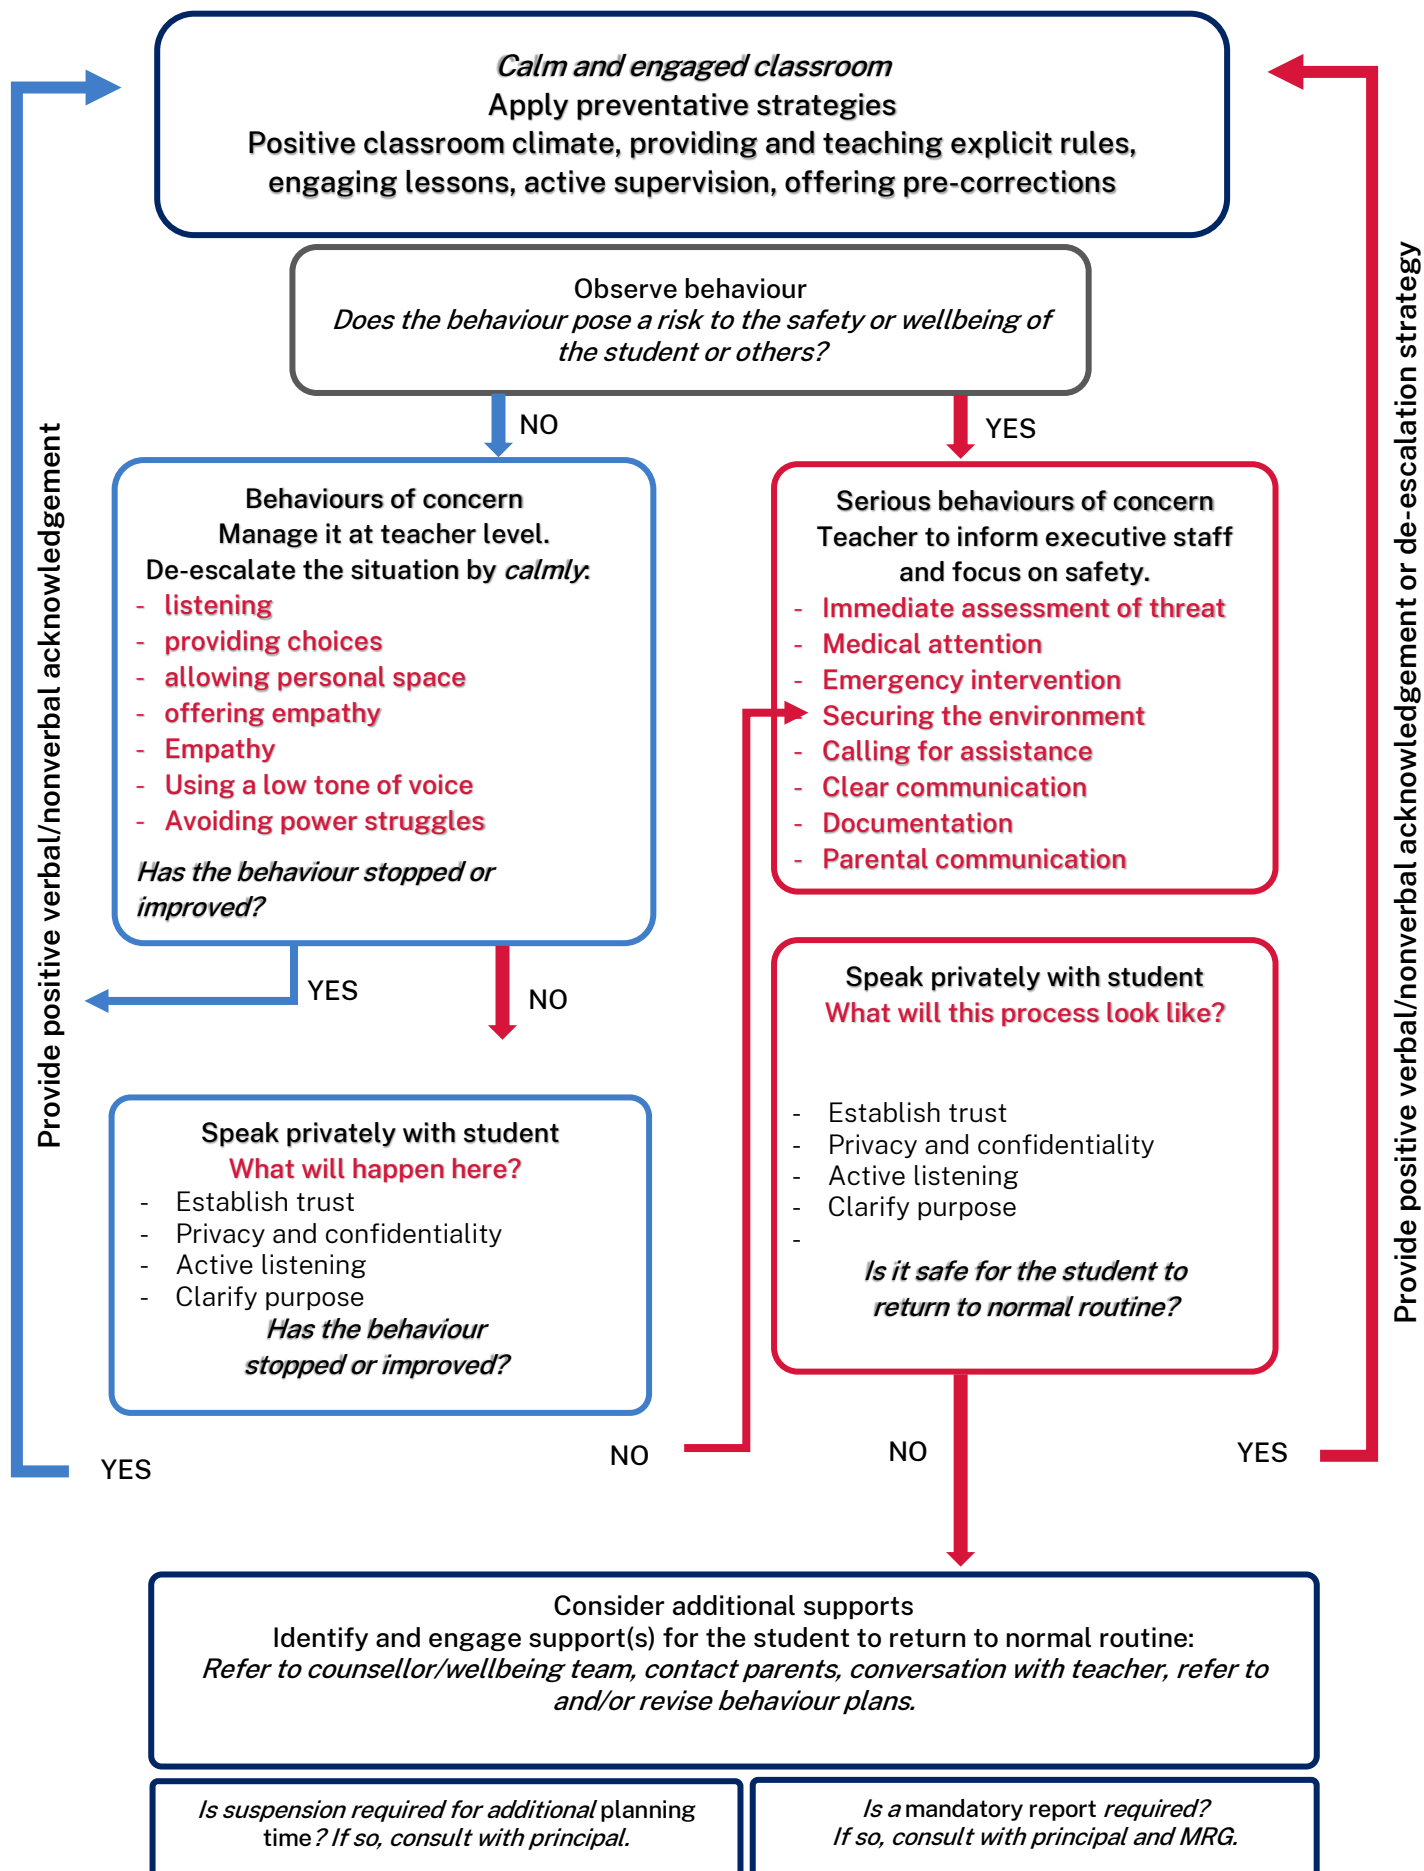 Calm and engaged classroom
Apply preventative strategies
Positive classroom climate, providing and teaching explicit rules,
engaging lessons, active supervision, offering pre-corrections
Observe behaviour
Does the behaviour pose a risk to the safety or wellbeing of
the student or others?
NO
YES
Behaviours of concern
Manage it at teacher level.
De-escalate the situation by calmly:
- listening
- providing choices
- allowing personal space
- offering empathy
- Empathy
- Using a low tone of voice
- Avoiding power struggles
Has the behaviour stopped or
improved?
Serious behaviours of concern
Teacher to inform executive staff
and focus on safety.
- Immediate assessment of threat
- Medical attention
- Emergency intervention
- Securing the environment
- Calling for assistance
- Clear communication
- Documentation
- Parental communication
YES
NO
Speak privately with student
What will happen here?
- Establish trust
- Privacy and confidentiality
- Active listening
- Clarify purpose
Has the behaviour
stopped or improved?
Speak privately with student
What will this process look like?
- Establish trust
- Privacy and confidentiality
- Active listening
- Clarify purpose
-
Is it safe for the student to
return to normal routine?
YES
NO
NO
YES
Provide positive verbal/nonverbal acknowledgement
Provide positive verbal/nonverbal acknowledgement or de-escalation strategy
Consider additional supports
Identify and engage support(s) for the student to return to normal routine:
Refer to counsellor/wellbeing team, contact parents, conversation with teacher, refer to
and/or revise behaviour plans.
Is suspension required for additional planning
time? If so, consult with principal.
Is a mandatory report required?
If so, consult with principal and MRG.